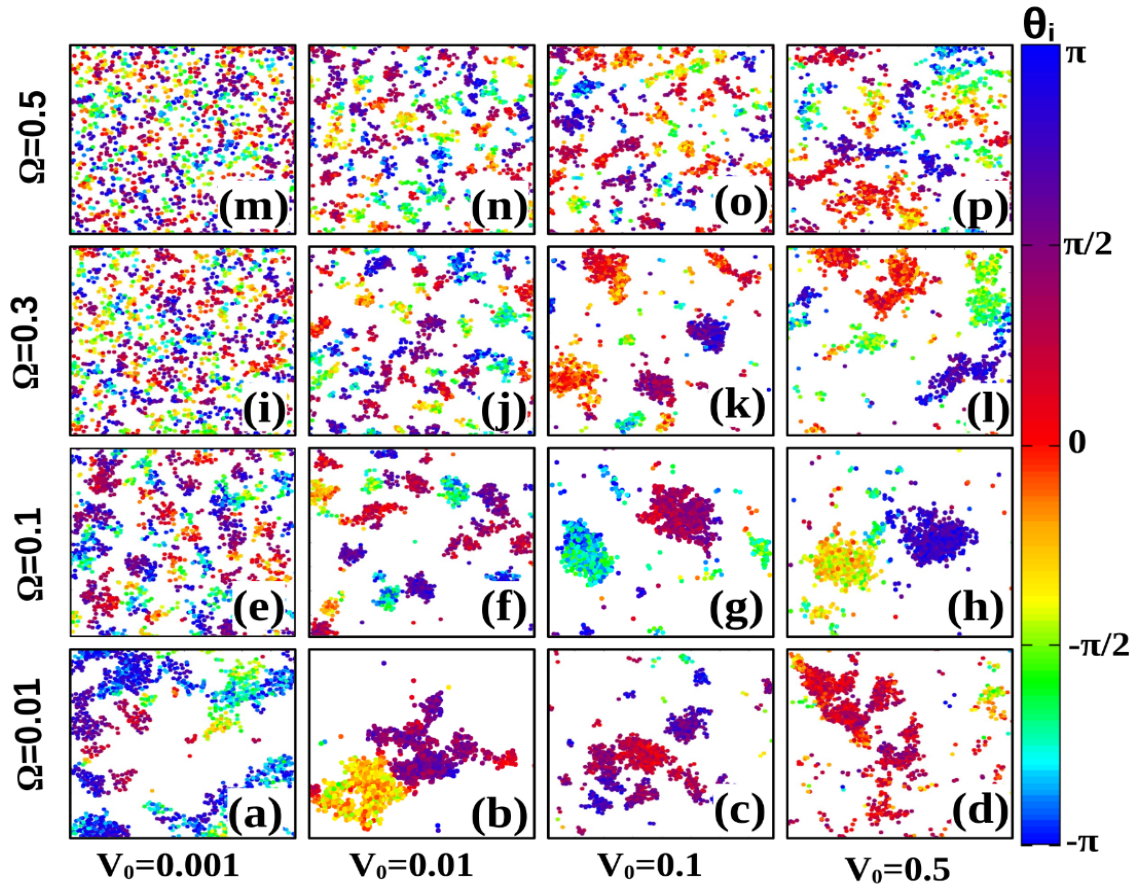 θi
π
Ω=0.5
(m)
(n)
(o)
(p)
π/2
Ω=0.3
(i)
(j)
(k)
(l)
0
Ω=0.1
(e)
(f)
(g)
(h)
-π/2
Ω=0.01
(a)
(b)
(c)
(d)
-π
V₀=0.001
V₀=0.01
V₀=0.1
V₀=0.5